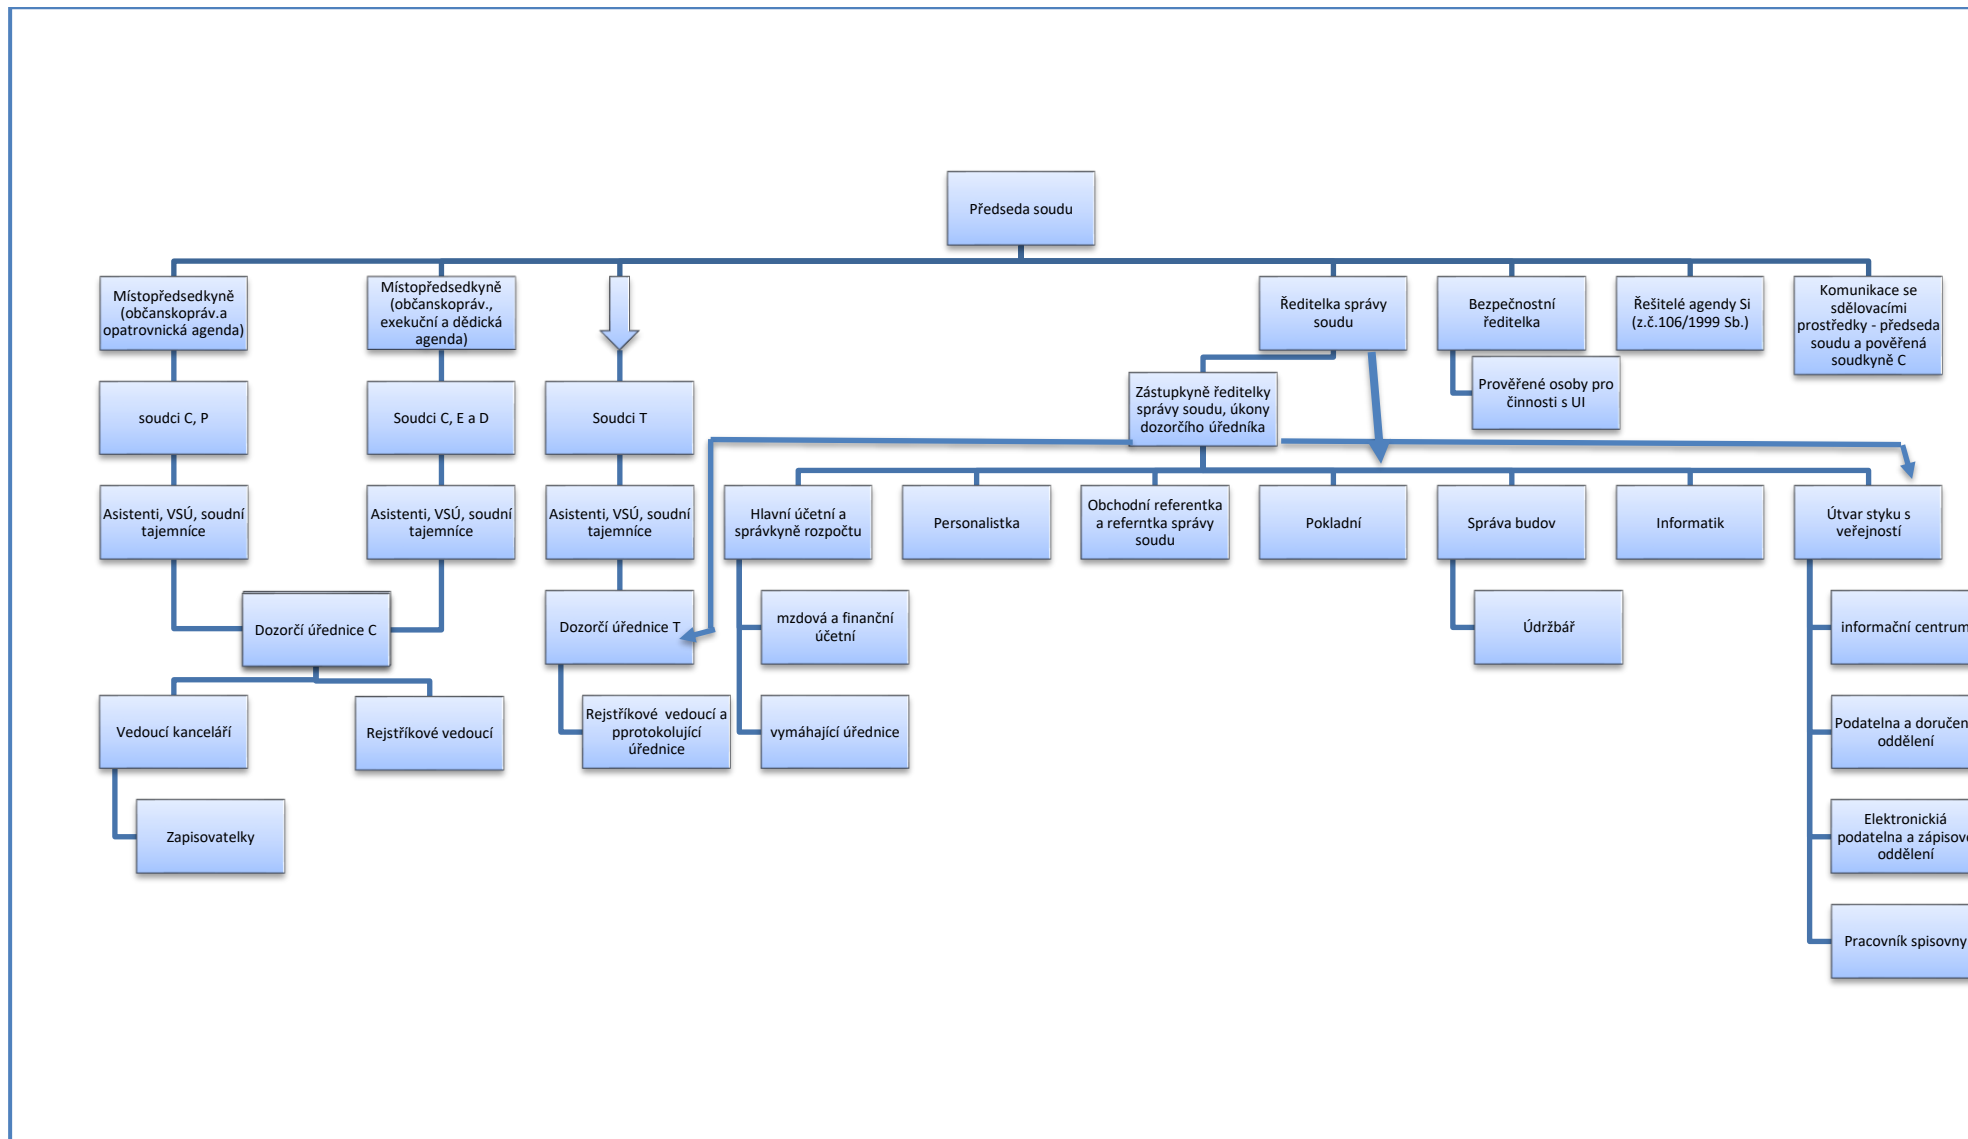 Předseda soudu
Místopředsedkyně
(občanskopráv.a
opatrovnická agenda)
Místopředsedkyně
(občanskopráv.,
exekuční a dědická
agenda)
Ředitelka správy
soudu
Bezpečnostní
ředitelka
Řešitelé agendy Si
(z.č.106/1999 Sb.)
Komunikace se
sdělovacími
prostředky - předseda
soudu a pověřená
soudkyně C
Prověřené osoby pro
činnosti s UI
Zástupkyně ředitelky
správy soudu, úkony
dozorčího úředníka
soudci C, P
Soudci C, E a D
Soudci T
Asistenti, VSÚ, soudní
tajemníce
Asistenti, VSÚ, soudní
tajemníce
Asistenti, VSÚ, soudní
tajemníce
Hlavní účetní a
správkyně rozpočtu
Personalistka
Obchodní referentka
a referntka správy
soudu
Pokladní
Správa budov
Informatik
Útvar styku s
veřejností
Dozorčí úřednice C
Dozorčí úřednice T
mzdová a finanční
účetní
Údržbář
informační centrum
Vedoucí kanceláří
Rejstříkové vedoucí
Rejstříkové  vedoucí a
pprotokolující
úřednice
vymáhající úřednice
Podatelna a doručen
oddělení
Zapisovatelky
Elektronickiá
podatelna a zápisov
oddělení
Pracovník spisovny